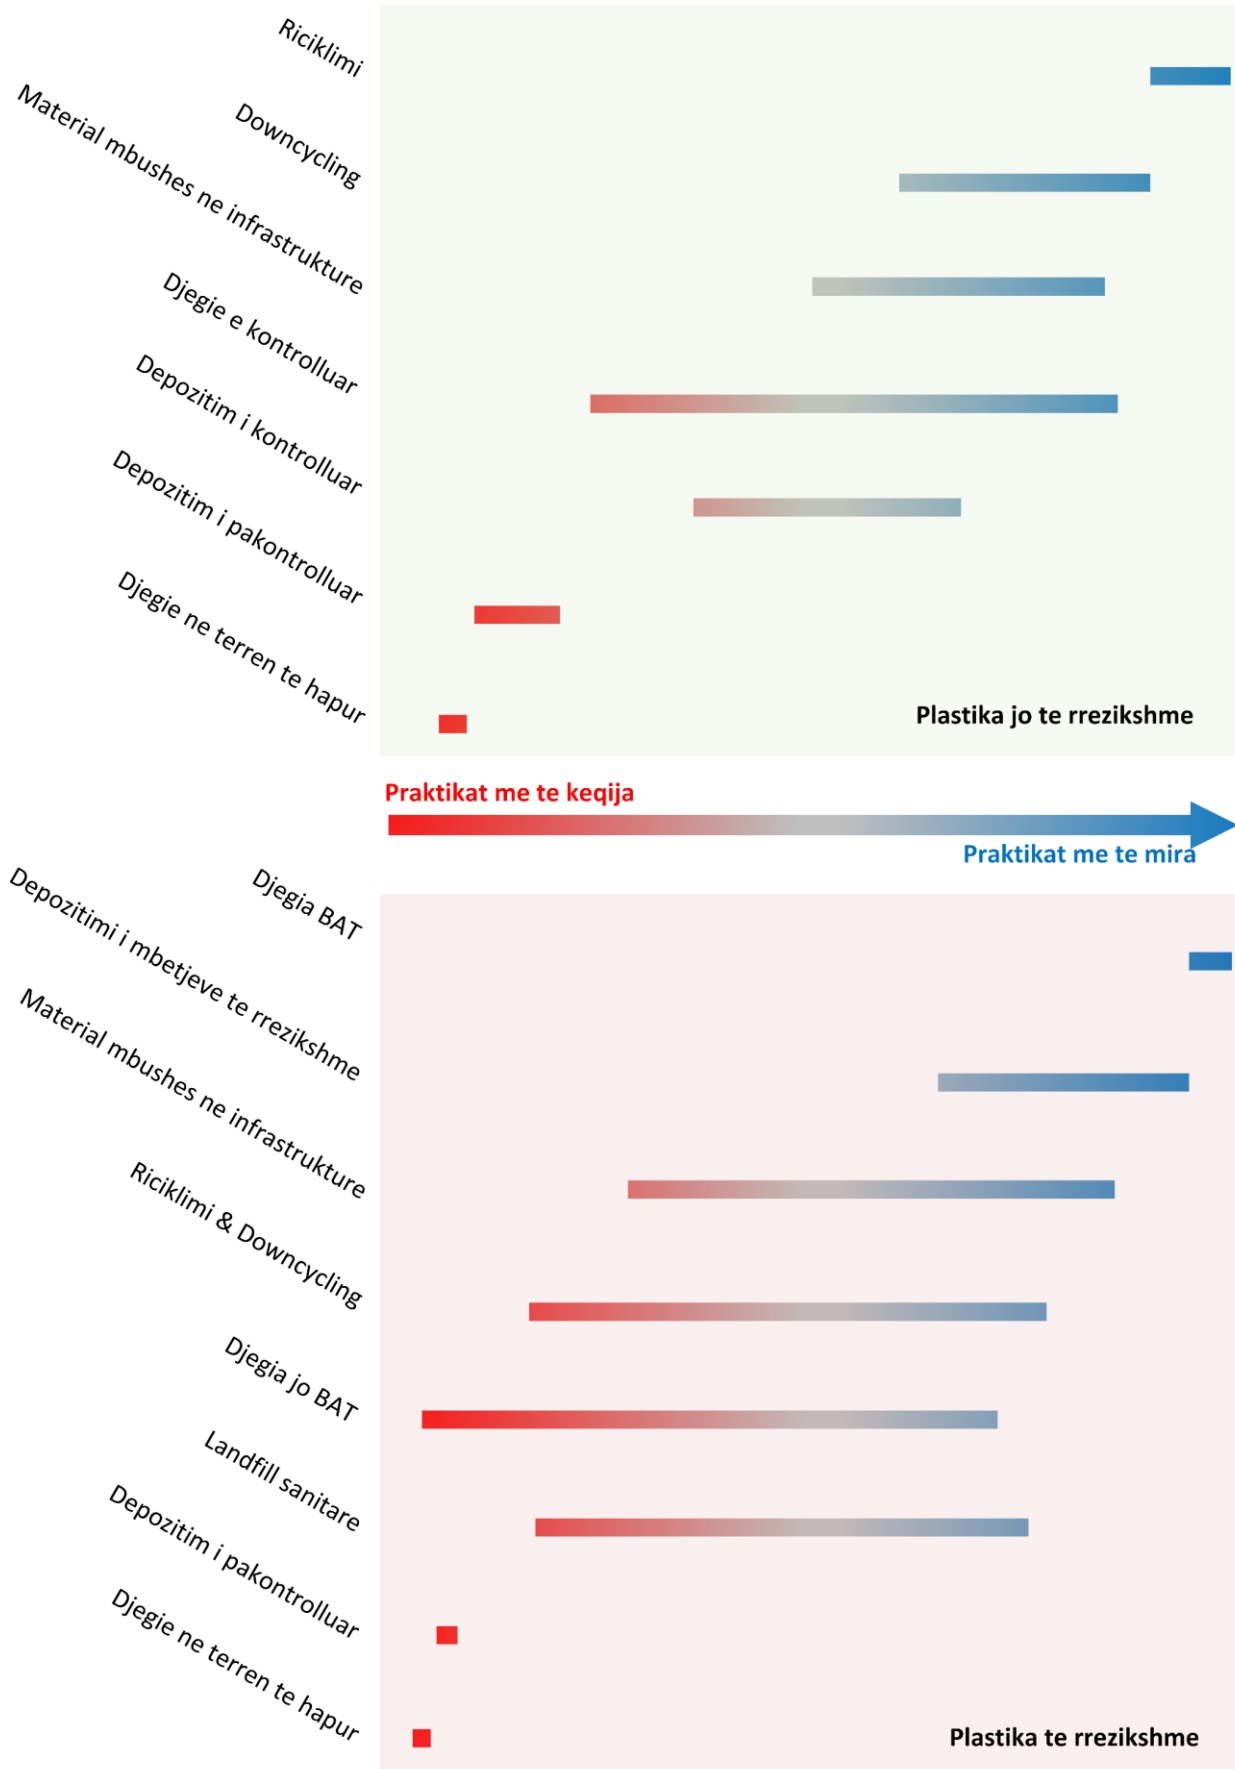 Riciklimi
Downcycling
Material mbushes ne infrastrukture
Djegie e kontrolluar
Depozitim i kontrolluar
Depozitim i pakontrolluar
Djegie ne terren te hapur
Plastika jo te rrezikshme
Praktikat me te keqija
Praktikat me te mira
Djegia BAT
Depozitimi i mbetjeve te rrezikshme
Material mbushes ne infrastrukture
Riciklimi & Downcycling
Djegia jo BAT
Landfill sanitare
Depozitim i pakontrolluar
Djegie ne terren te hapur
Plastika te rrezikshme